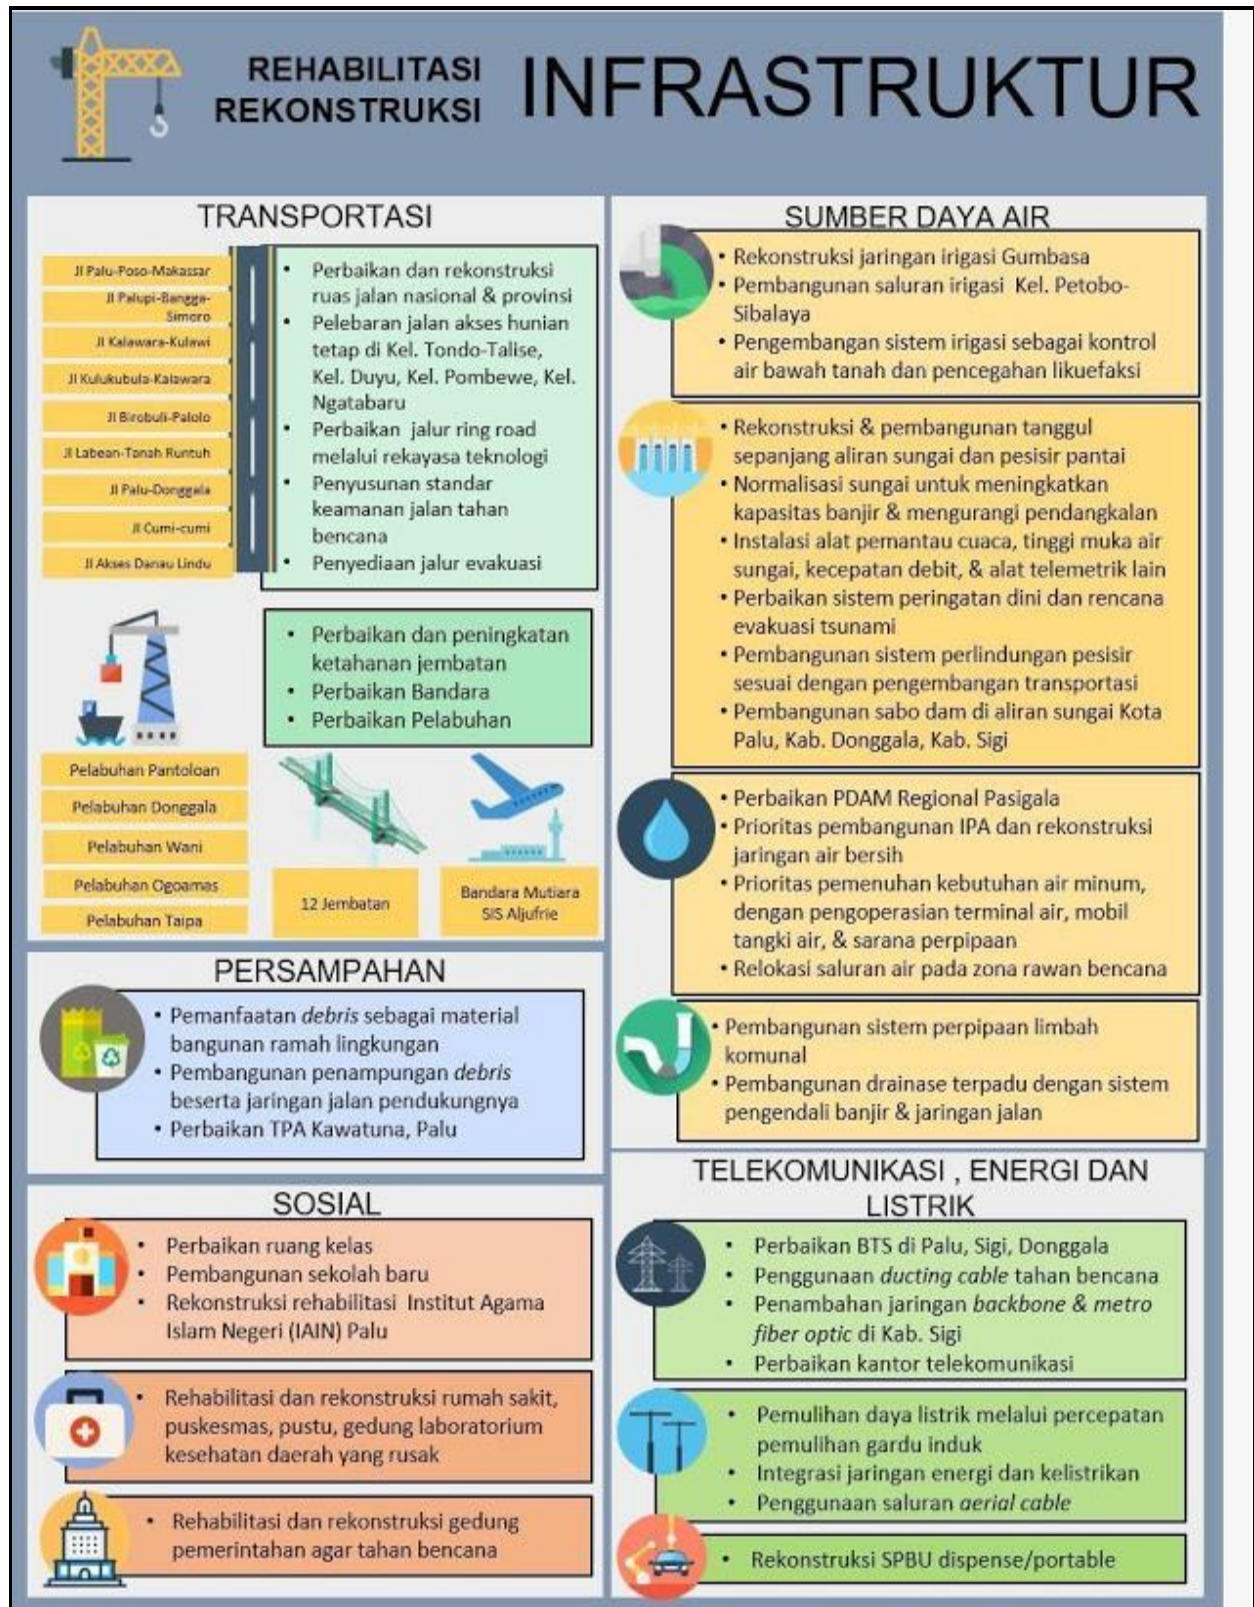 REHABILITASI
REKONSTRUKSI
INFRASTRUKTUR
TRANSPORTASI
Jl Palu-Poso-Makassar
Jl Palupi-Bangga-
Simoro
Jl Kalawara-Kulawi
Jl Kulukubula-Kalawara
Jl Birobuli-Palolo
Jl Labean-Tanah Runtuh
Jl Palu-Donggala
Jl Cumi-cumi
Jl Akses Danau Lindu
• Perbaikan dan rekonstruksi
ruas jalan nasional & provinsi
• Pelebaran jalan akses hunian
tetap di Kel. Tondo-Talise,
Kel. Duyu, Kel. Pombewe, Kel.
Ngatabaru
• Perbaikan jalur ring road
melalui rekayasa teknologi
• Penyusunan standar
keamanan jalan tahan
bencana
• Penyediaan jalur evakuasi
• Perbaikan dan peningkatan
ketahanan jembatan
• Perbaikan Bandara
• Perbaikan Pelabuhan
Pelabuhan Pantoloan
Pelabuhan Donggala
Pelabuhan Wani
Pelabuhan Ogoamas
Pelabuhan Taipa
12 Jembatan
Bandara Mutiara
SIS Aljufrie
PERSAMPAHAN
• Pemanfaatan debris sebagai material
bangunan ramah lingkungan
• Pembangunan penampungan debris
beserta jaringan jalan pendukungnya
• Perbaikan TPA Kawatuna, Palu
SOSIAL
• Perbaikan ruang kelas
• Pembangunan sekolah baru
• Rekonstruksi rehabilitasi Institut Agama
Islam Negeri (IAIN) Palu
• Rehabilitasi dan rekonstruksi rumah sakit,
puskesmas, pustu, gedung laboratorium
kesehatan daerah yang rusak
• Rehabilitasi dan rekonstruksi gedung
pemerintahan agar tahan bencana
SUMBER DAYA AIR
• Rekonstruksi jaringan irigasi Gumbasa
• Pembangunan saluran irigasi Kel. Petobo-
Sibalaya
• Pengembangan sistem irigasi sebagai kontrol
air bawah tanah dan pencegahan likuefaksi
• Rekonstruksi & pembangunan tanggul
sepanjang aliran sungai dan pesisir pantai
• Normalisasi sungai untuk meningkatkan
kapasitas banjir & mengurangi pendangkalan
• Instalasi alat pemantau cuaca, tinggi muka air
sungai, kecepatan debit, & alat telemetrik lain
• Perbaikan sistem peringatan dini dan rencana
evakuasi tsunami
• Pembangunan sistem perlindungan pesisir
sesuai dengan pengembangan transportasi
• Pembangunan sabo dam di aliran sungai Kota
Palu, Kab. Donggala, Kab. Sigi
• Perbaikan PDAM Regional Pasigala
• Prioritas pembangunan IPA dan rekonstruksi
jaringan air bersih
• Prioritas pemenuhan kebutuhan air minum,
dengan pengoperasian terminal air, mobil
tangki air, & sarana perpipaan
• Relokasi saluran air pada zona rawan bencana
• Pembangunan sistem perpipaan limbah
komunal
• Pembangunan drainase terpadu dengan sistem
pengendali banjir & jaringan jalan
TELEKOMUNIKASI , ENERGI DAN
LISTRIK
• Perbaikan BTS di Palu, Sigi, Donggala
• Penggunaan ducting cable tahan bencana
• Penambahan jaringan backbone & metro
fiber optic di Kab. Sigi
• Perbaikan kantor telekomunikasi
• Pemulihan daya listrik melalui percepatan
pemulihan gardu induk
• Integrasi jaringan energi dan kelistrikan
• Penggunaan saluran aerial cable
• Rekonstruksi SPBU dispense/portable